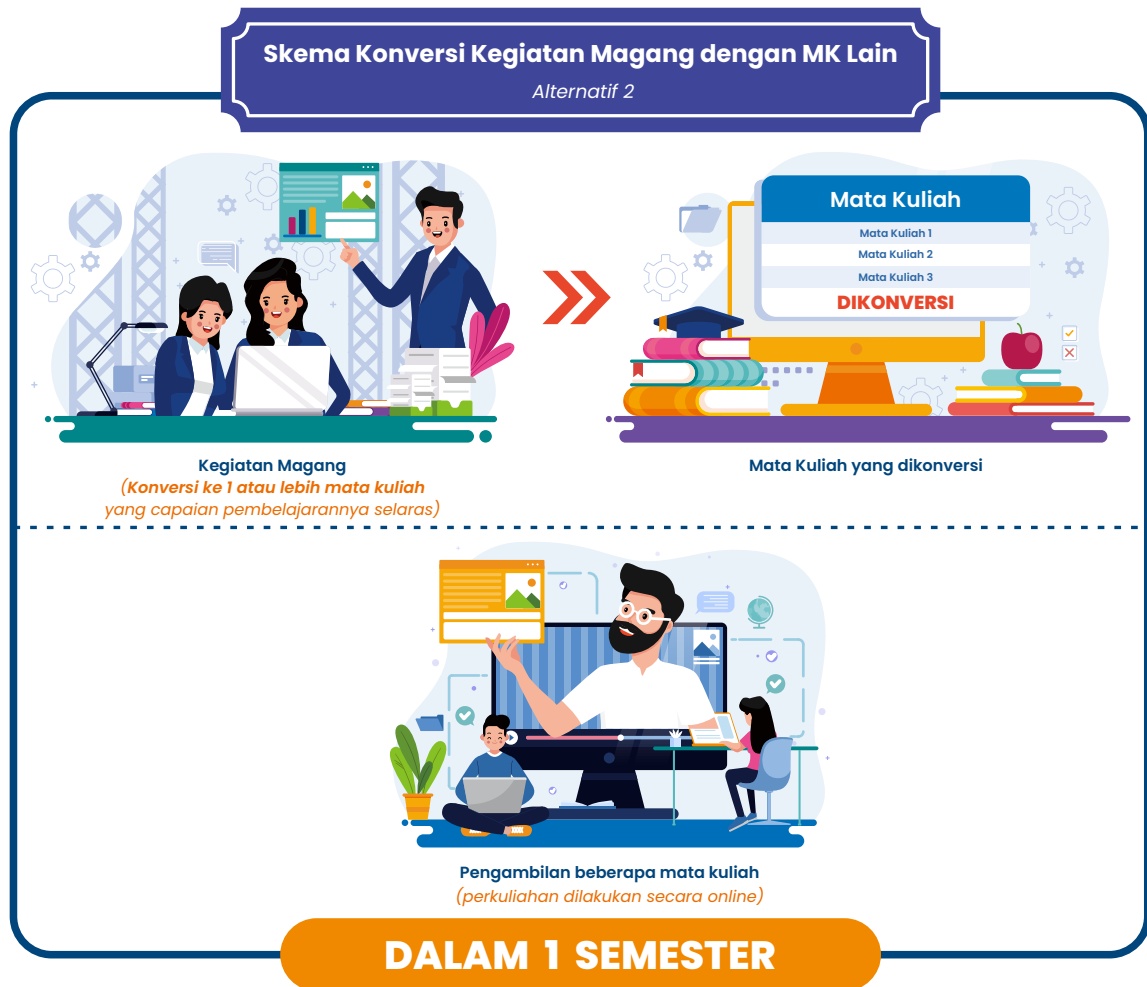 Skema Konversi Kegiatan Magang dengan MK Lain
Alternatif 2
Mata Kuliah
Mata Kuliah 1
Mata Kuliah 2
Mata Kuliah 3
DIKONVERSI
Kegiatan Magang
(Konversi ke 1 atau lebih mata kuliah
yang capaian pembelajarannya selaras)
Mata Kuliah yang dikonversi
Pengambilan beberapa mata kuliah
(perkuliahan dilakukan secara online)
DALAM 1 SEMESTER